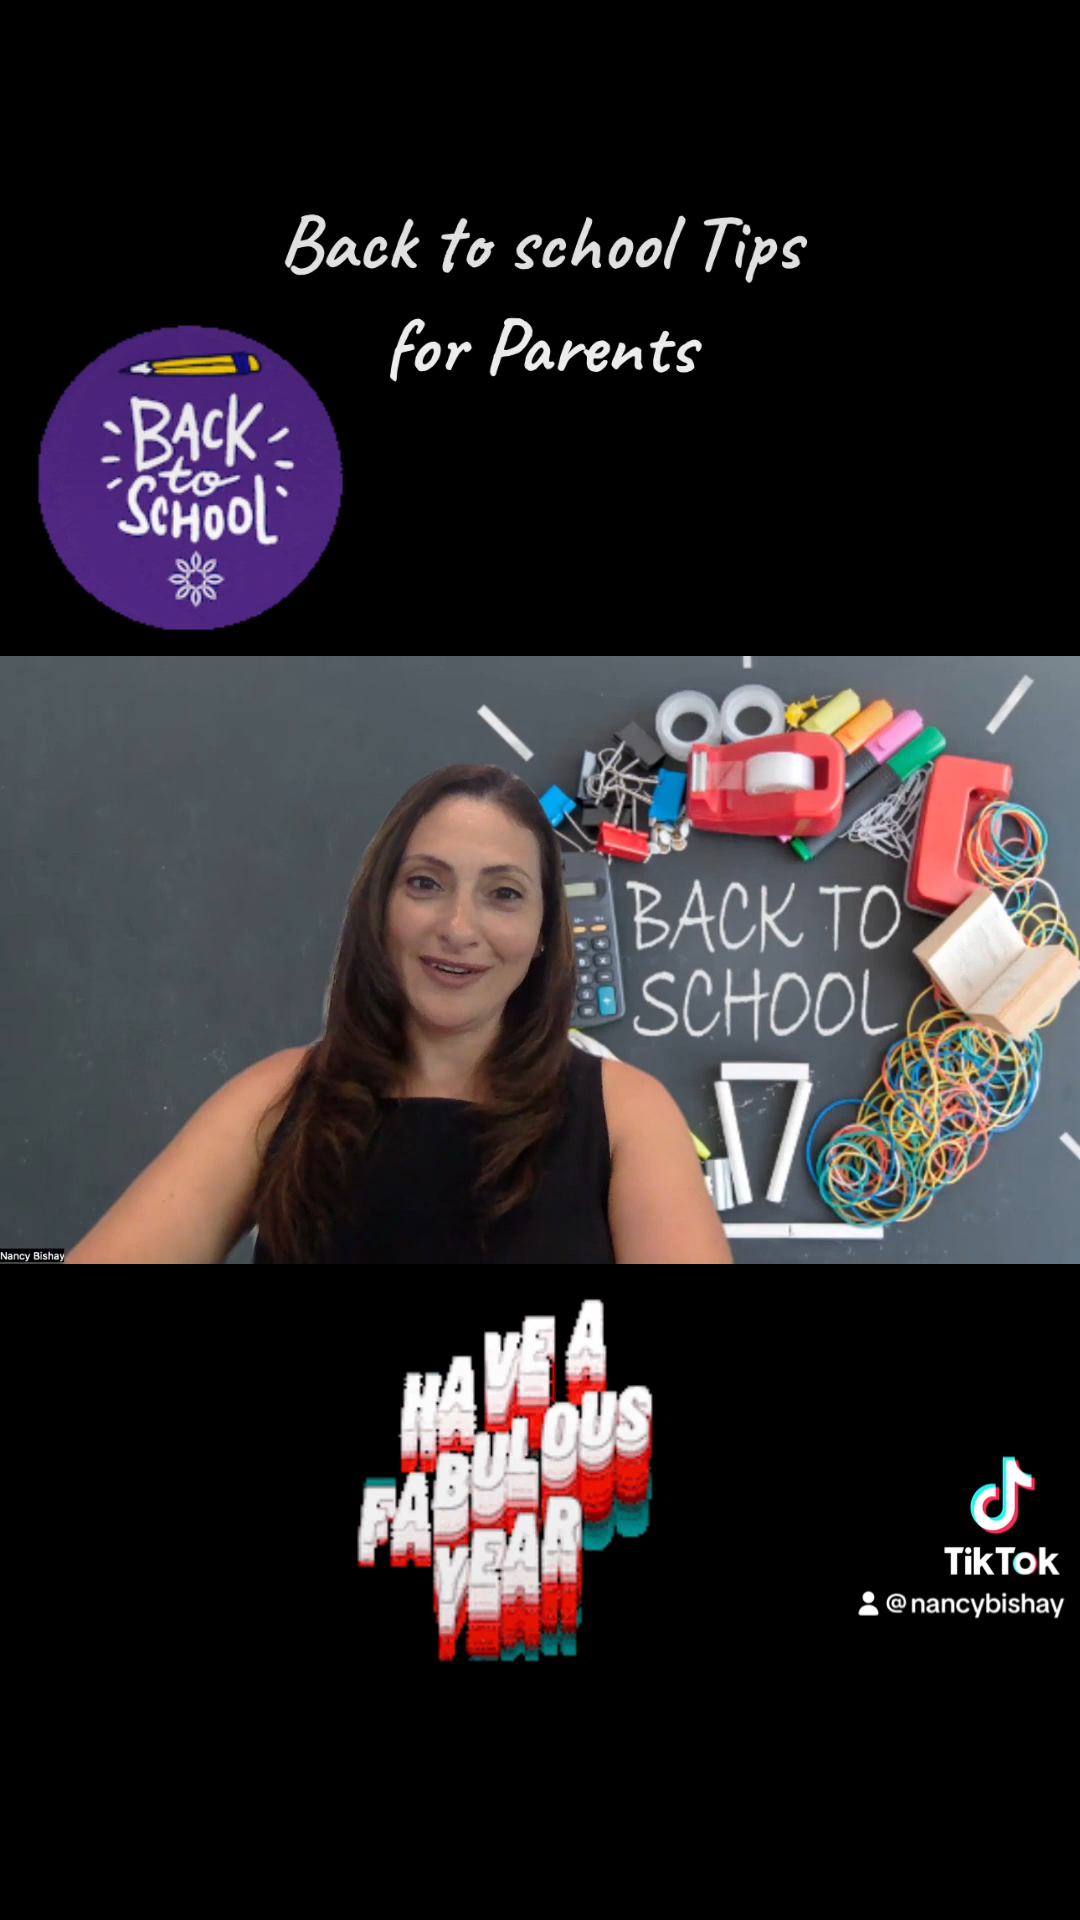 Back to school Tips
for Parents
BACK
to
SCHOOL
BACK TO
SCHOOL
Nancy Bishay
HAVE A
FABULOUS
YEAR
TikTok
@nancybishay